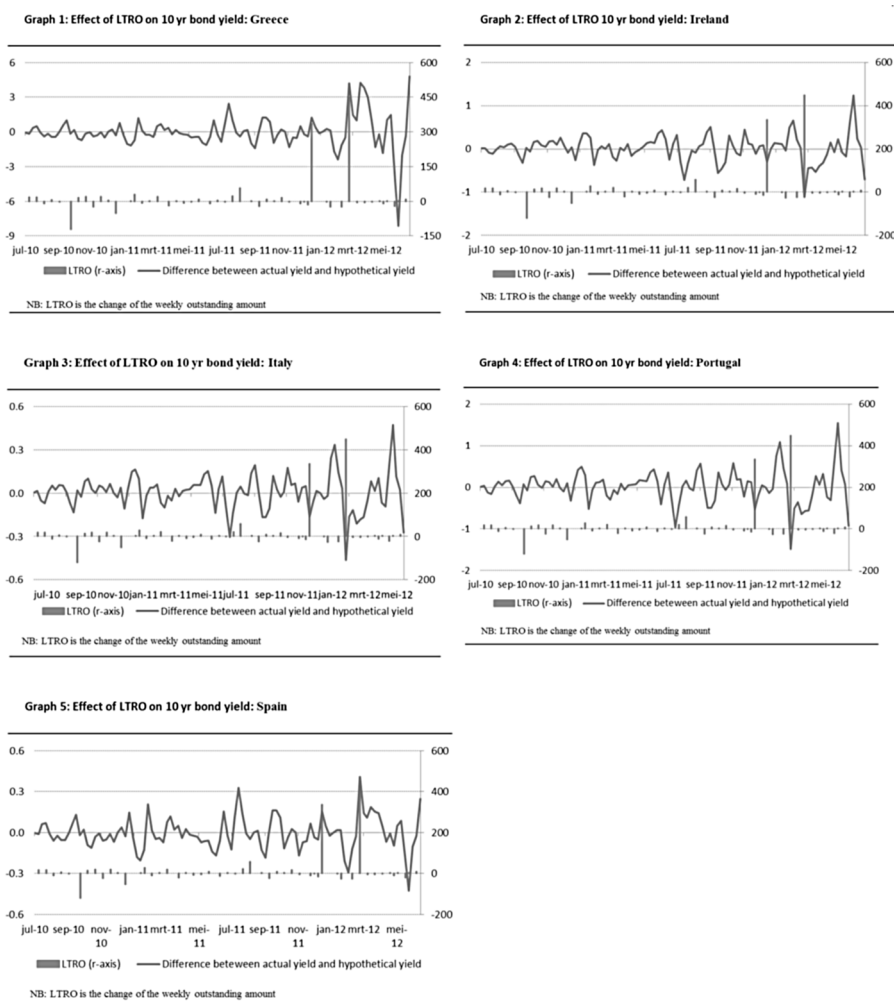 Graph 1: Effect of LTRO on 10 yr bond yield: Greece
6 600
3 450
0 300
-3 150
-6 0
-9 -150
jul-10 sep-10 nov-10 jan-11 mrt-11 mei-11 jul-11 sep-11 nov-11 jan-12 mrt-12 mei-12
LTRO (r-axis) Difference beteween actual yield and hypothetical yield
NB: LTRO is the change of the weekly outstanding amount
Graph 2: Effect of LTRO 10 yr bond yield: Ireland
2 600
1 400
0 200
-1 0
-2 -200
jul-10 sep-10 nov-10 jan-11 mrt-11 mei-11 jul-11 sep-11 nov-11 jan-12 mrt-12 mei-12
LTRO (r-axis) Difference beteween actual yield and hypothetical yield
NB: LTRO is the change of the weekly outstanding amount
Graph 3: Effect of LTRO on 10 yr bond yield: Italy
0.6 600
0.3 400
0.0 200
-0.3 0
-0.6 -200
jul-10 sep-10 nov-10 jan-11 mrt-11 mei-11 jul-11 sep-11 nov-11 jan-12 mrt-12 mei-12
LTRO (r-axis) Difference beteween actual yield and hypothetical yield
NB: LTRO is the change of the weekly outstanding amount
Graph 4: Effect of LTRO on 10 yr bond yield: Portugal
2 600
1 400
0 200
-1 0
-2 -200
jul-10 sep-10 nov-10 jan-11 mrt-11 mei-11 jul-11 sep-11 nov-11 jan-12 mrt-12 mei-12
LTRO (r-axis) Difference beteween actual yield and hypothetical yield
NB: LTRO is the change of the weekly outstanding amount
Graph 5: Effect of LTRO on 10 yr bond yield: Spain
0.6 600
0.3 400
0.0 200
-0.3 0
-0.6 -200
jul-10 sep-10 nov- jan-11 mrt-11 mei- jul-11 sep-11 nov- jan-12 mrt-12 mei-
10 11 11 12
LTRO (r-axis) Difference beteween actual yield and hypothetical yield
NB: LTRO is the change of the weekly outstanding amount